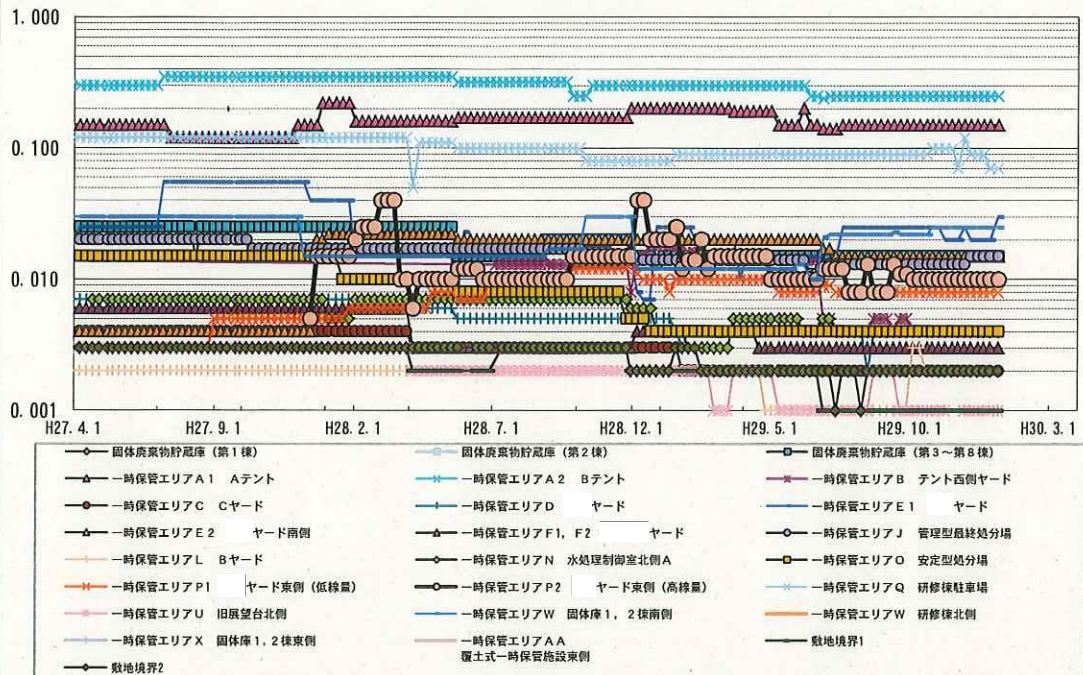 1.000
0.100
0.010
0.001
H27.4.1 H27.9.1 H28.2.1 H28.7.1 H28.12.1 H29.5.1 H29.10.1 H30.3.1
固体廃棄物貯蔵庫(第1棟) 固体廃棄物貯蔵庫(第2棟) 固体廃棄物貯蔵庫(第3~第8棟)
一時保管エリアA1 Aテント 一時保管エリアA2 Bテント 一時保管エリアB テント西側ヤード
一時保管エリアC Cヤード 一時保管エリアD ヤード 一時保管エリアE1 ヤード
一時保管エリアE2 ヤード南側 一時保管エリアF1, F2 ヤード 一時保管エリアJ 管理型最終処分場
一時保管エリアL Bヤード 一時保管エリアN 水処理制御室北側A 一時保管エリアO 安定型処分場
一時保管エリアP1 ヤード東側(低線量) 一時保管エリアP2 ヤード東側(高線量) 一時保管エリアQ 研修棟駐車場
一時保管エリアU 旧展望台北側 一時保管エリアW 固体庫1, 2棟南側 一時保管エリアW 研修棟北側
一時保管エリアX 固体庫1, 2棟東側 一時保管エリアAA 敷地境界1
覆土式一時保管施設東側
敷地境界2